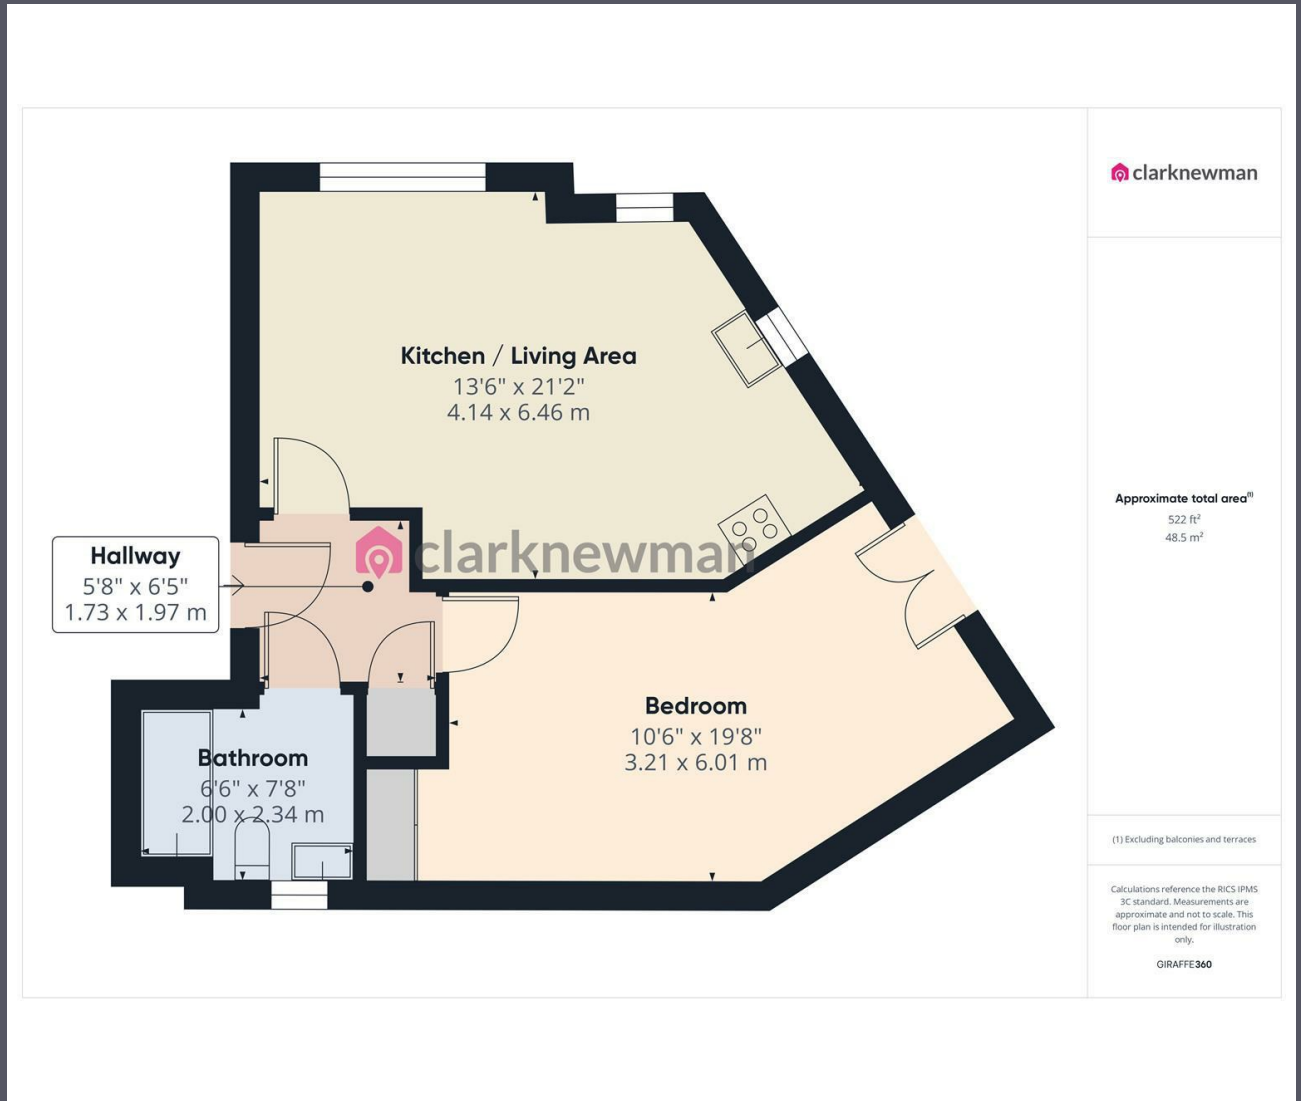 clarknewman
Kitchen / Living Area
13'6" x 21'2"
4.14 x 6.46 m
clarknewman
Hallway
5'8" x 6'5"
1.73 x 1.97 m
Bedroom
10'6" x 19'8"
3.21 x 6.01 m
Bathroom
6'6" x 7'8"
2.00 x 2.34 m
Approximate total area(1)
522 ft²
48.5 m²
(1) Excluding balconies and terraces
Calculations reference the RICS IPMS
3C standard. Measurements are
approximate and not to scale. This
floor plan is intended for illustration
only.
GIRAFFE360